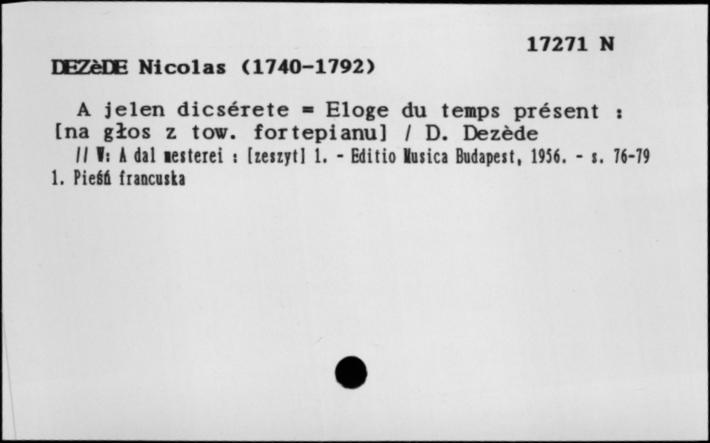 17271 N
DEZèDE Nicolas (1740-1792)
A jelen dicsérete = Eloge du temps présent :
[na głos z tow. fortepianu] / D. Dezède
// W: A dal mesterei : [zeszyt] 1. - Editio Musica Budapest, 1956. - s. 76-79
1. Pieśń francuska